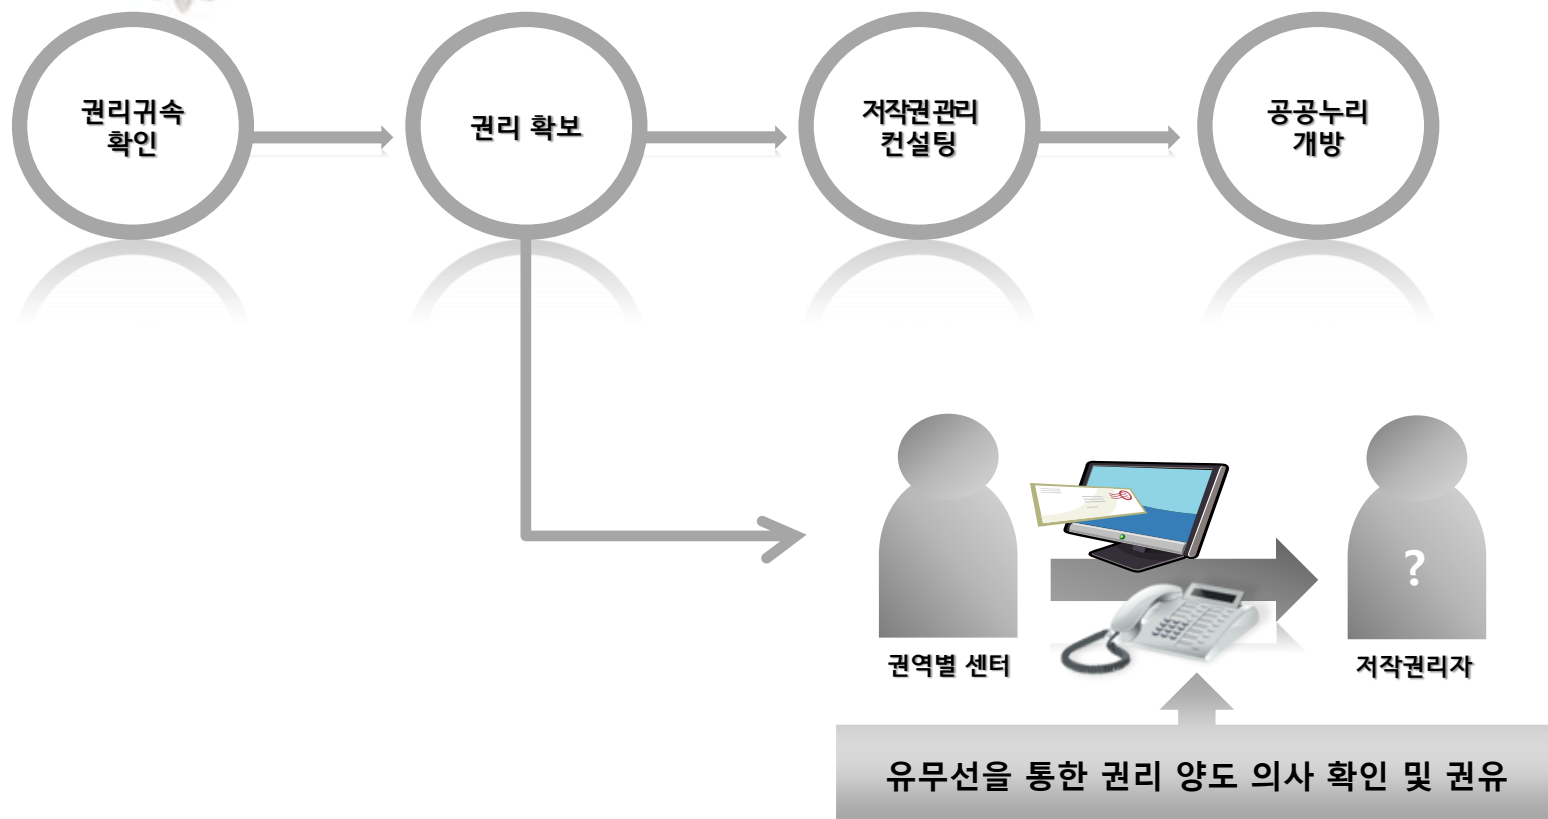 권리귀속
확인
권리 확보
저작권관리
컨설팅
공공누리
개방
?
권역별 센터
저작권리자
유무선을 통한 권리 양도 의사 확인 및 권유